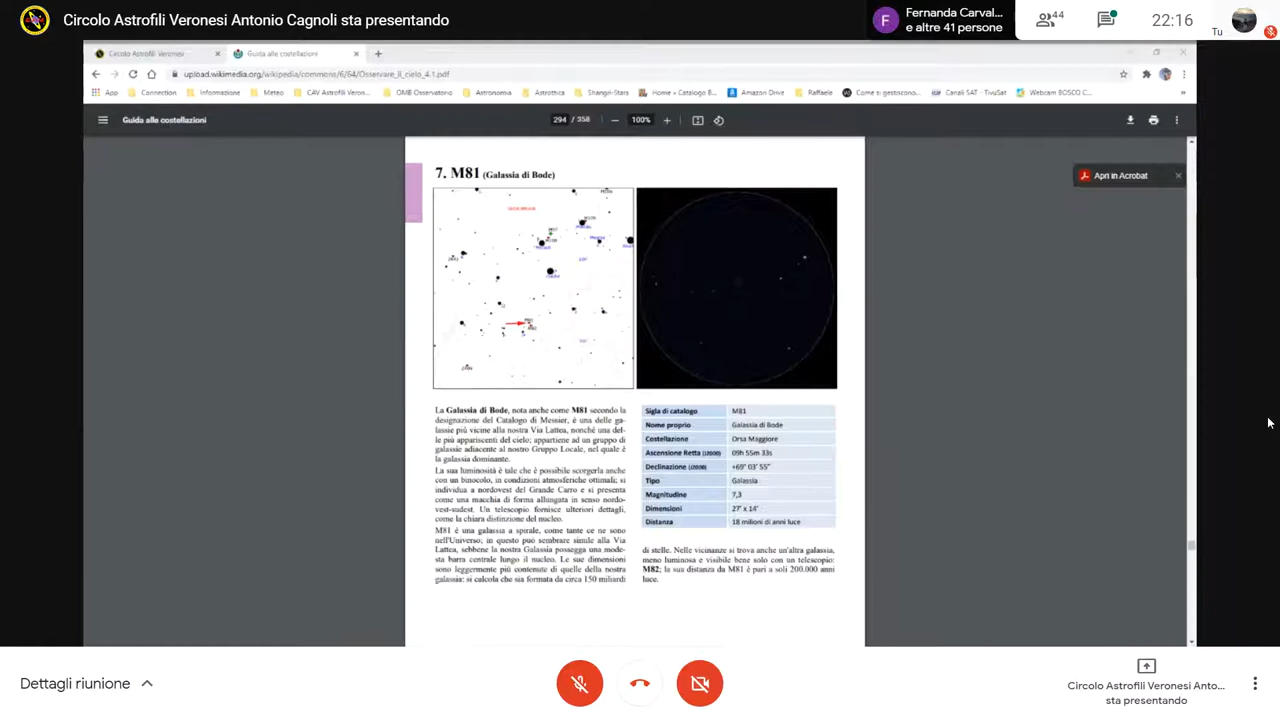 Circolo Astrofili Veronesi Antonio Cagnoli sta presentando
F
Fernanda Carval...
e altre 41 persone
44
22:16
Tu
Circolo Astrofili Veronesi
Guida alle costellazioni
upload.wikimedia.org/wikipedia/commons/6/64/Osservare_il_cielo_4.1.pdf
App
Connection
Informazione
Meteo
CAV Astrofili Veron...
OMB Osservatorio
Astronomia
Astrothica
Shangri-Stars
Home » Catalogo B...
Amazon Drive
Raffaele
Come si gestiscono...
Canali SAT - TivuSat
Webcam BOSCO C...
»
Guida alle costellazioni
294 / 358
100%
Apri in Acrobat
7. M81 (Galassia di Bode)
M81
M82
La Galassia di Bode, nota anche come M81 secondo la
designazione del Catalogo di Messier, è una delle ga-
lassie più vicine alla nostra Via Lattea, nonché una del-
le più appariscenti del cielo; appartiene ad un gruppo di
galassie adiacente al nostro Gruppo Locale, nel quale è
la galassia dominante.
La sua luminosità è tale che è possibile scorgerla anche
con un binocolo, in condizioni atmosferiche ottimali; si
individua a nordovest del Grande Carro e si presenta
come una macchia di forma allungata in senso nordo-
vest-sudest. Un telescopio fornisce ulteriori dettagli,
come la chiara distinzione del nucleo.
M81 è una galassia a spirale, come tante ce ne sono
nell'Universo; in questo può sembrare simile alla Via
Lattea, sebbene la nostra Galassia possegga una mode-
sta barra centrale lungo il nucleo. Le sue dimensioni
sono leggermente più contenute di quelle della nostra
galassia: si calcola che sia formata da circa 150 miliardi
Sigla di catalogo M81
Nome proprio Galassia di Bode
Costellazione Orsa Maggiore
Ascensione Retta (J2000) 09h 55m 33s
Declinazione (J2000) +69° 03' 55"
Tipo Galassia
Magnitudine 7,3
Dimensioni 27' x 14'
Distanza 18 milioni di anni luce
di stelle. Nelle vicinanze si trova anche un'altra galassia,
meno luminosa e visibile bene solo con un telescopio:
M82; la sua distanza da M81 è pari a soli 200.000 anni
luce.
Dettagli riunione
Circolo Astrofili Veronesi Anto...
sta presentando